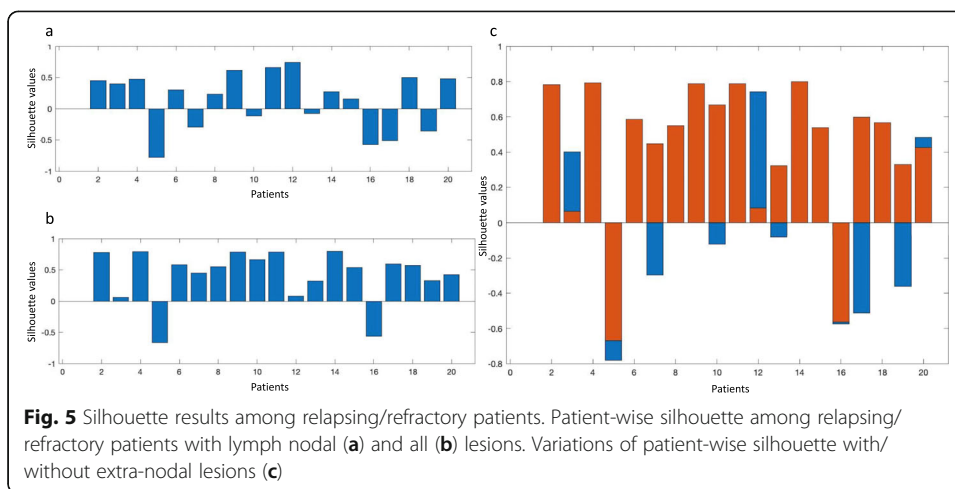 a
1
0.5
0
-0.5
-1
Silhouette values
0 2 4 6 8 10 12 14 16 18 20
Patients
b
1
0.5
0
-0.5
-1
Silhouette values
0 2 4 6 8 10 12 14 16 18 20
Patients
c
1
0.8
0.6
0.4
0.2
0
-0.2
-0.4
-0.6
-0.8
Silhouette values
0 2 4 6 8 10 12 14 16 18 20
Patients
Fig. 5 Silhouette results among relapsing/refractory patients. Patient-wise silhouette among relapsing/
refractory patients with lymph nodal (a) and all (b) lesions. Variations of patient-wise silhouette with/
without extra-nodal lesions (c)